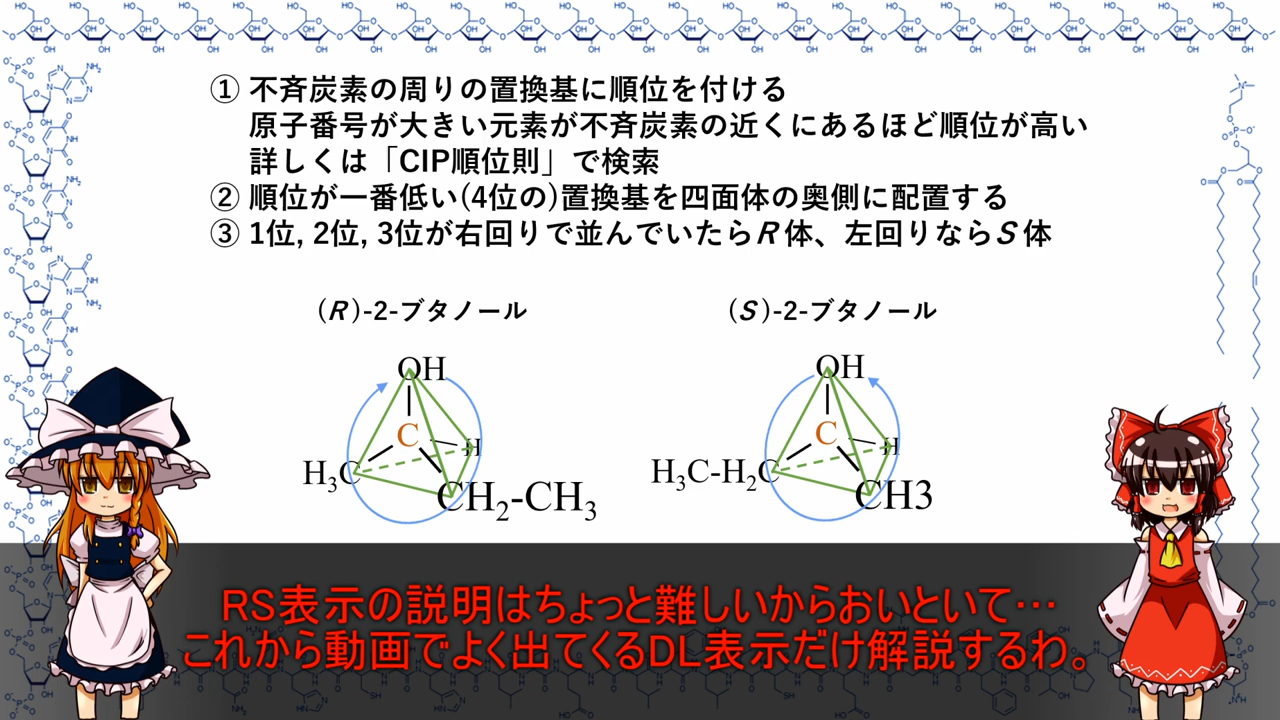 ① 不斉炭素の周りの置換基に順位を付ける
原子番号が大きい元素が不斉炭素の近くにあるほど順位が高い
詳しくは「CIP順位則」で検索
② 順位が一番低い(4位の)置換基を四面体の奥側に配置する
③ 1位, 2位, 3位が右回りで並んでいたらR体、左回りならS体
(R)-2-ブタノール
(S)-2-ブタノール
OH
C
H
H₃C
CH₂-CH₃
OH
C
H
H₃C-H₂C
CH3
RS表示の説明はちょっと難しいからおいといて…
これから動画でよく出てくるDL表示だけ解説するわ。